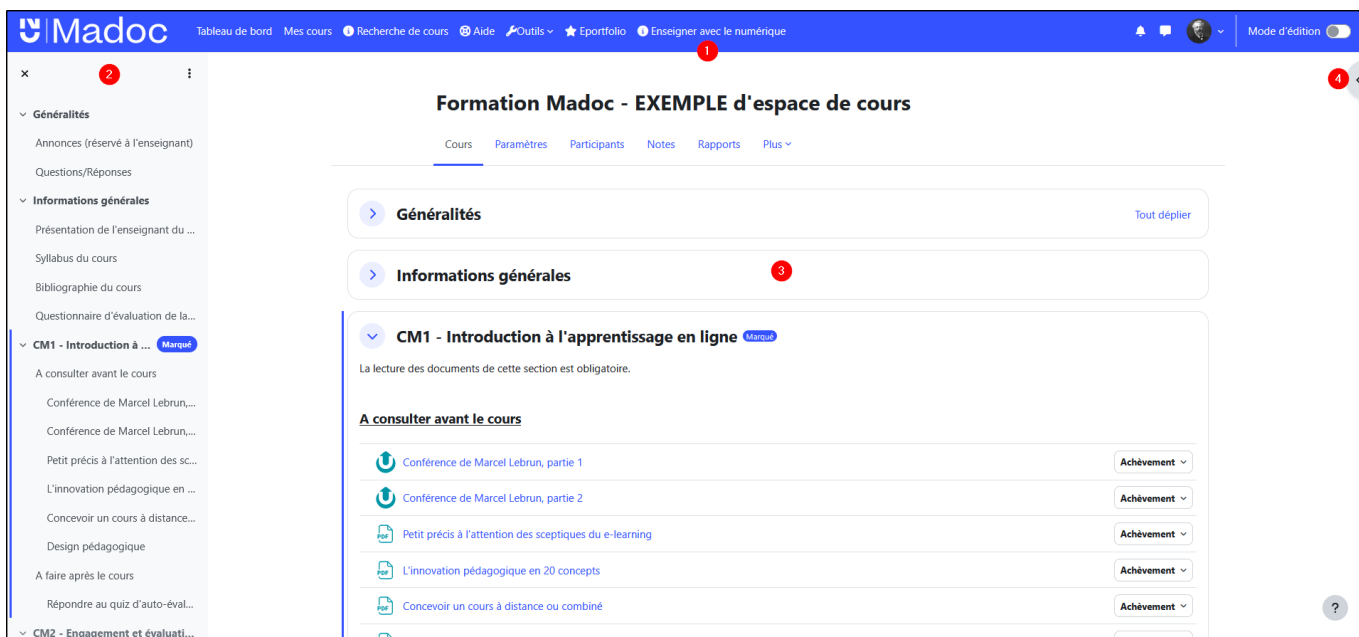 Madoc
Tableau de bord Mes cours Recherche de cours Aide Outils Eportfolio Enseigner avec le numérique Mode d'édition
1
2
4
Généralités
Annonces (réservé à l'enseignant)
Questions/Réponses
Informations générales
Présentation de l'enseignant du ...
Syllabus du cours
Bibliographie du cours
Questionnaire d'évaluation de la...
CM1 - Introduction à ... Marqué
A consulter avant le cours
Conférence de Marcel Lebrun,...
Conférence de Marcel Lebrun,...
Petit précis à l'attention des sc...
L'innovation pédagogique en ...
Concevoir un cours à distance...
Design pédagogique
A faire après le cours
Répondre au quiz d'auto-éval...
CM2 - Engagement et évaluati...
Formation Madoc - EXEMPLE d'espace de cours
Cours Paramètres Participants Notes Rapports Plus
Généralités Tout déplier
Informations générales 3
CM1 - Introduction à l'apprentissage en ligne Marqué
La lecture des documents de cette section est obligatoire.
A consulter avant le cours
Conférence de Marcel Lebrun, partie 1 Achèvement
Conférence de Marcel Lebrun, partie 2 Achèvement
PDF Petit précis à l'attention des sceptiques du e-learning Achèvement
PDF L'innovation pédagogique en 20 concepts Achèvement
PDF Concevoir un cours à distance ou combiné Achèvement
?